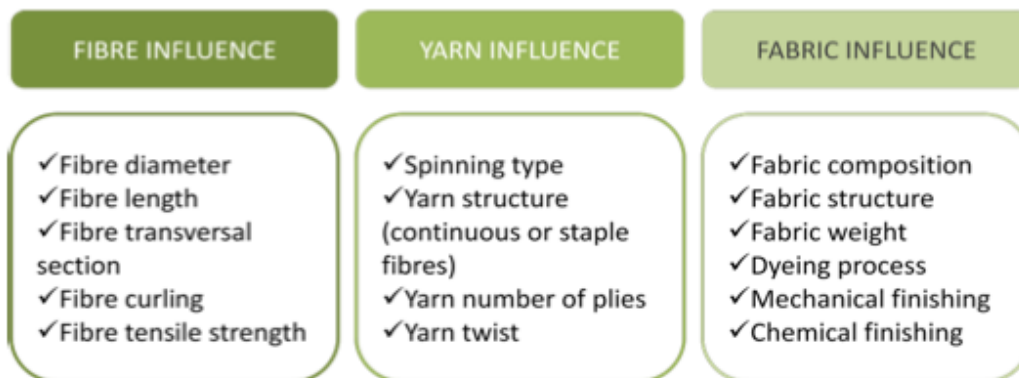 FIBRE INFLUENCE
✓Fibre diameter
✓Fibre length
✓Fibre transversal
section
✓Fibre curling
✓Fibre tensile strength
YARN INFLUENCE
✓Spinning type
✓Yarn structure
(continuous or staple
fibres)
✓Yarn number of plies
✓Yarn twist
FABRIC INFLUENCE
✓Fabric composition
✓Fabric structure
✓Fabric weight
✓Dyeing process
✓Mechanical finishing
✓Chemical finishing